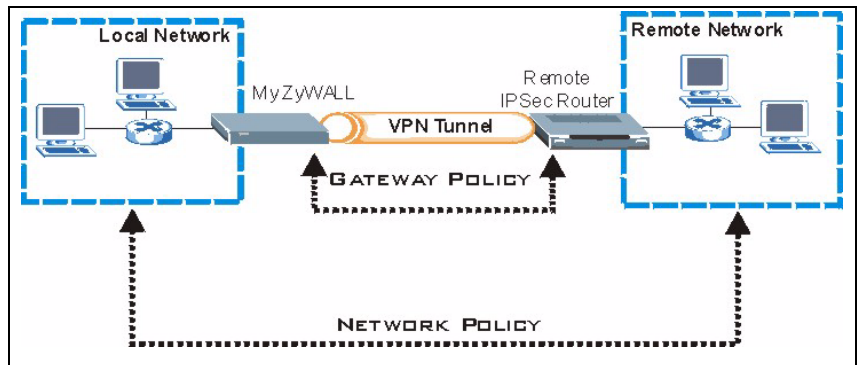 Local Network
Remote Network
MyZyWALL
Remote
IPSec Router
VPN Tunnel
GATEWAY POLICY
NETWORK POLICY